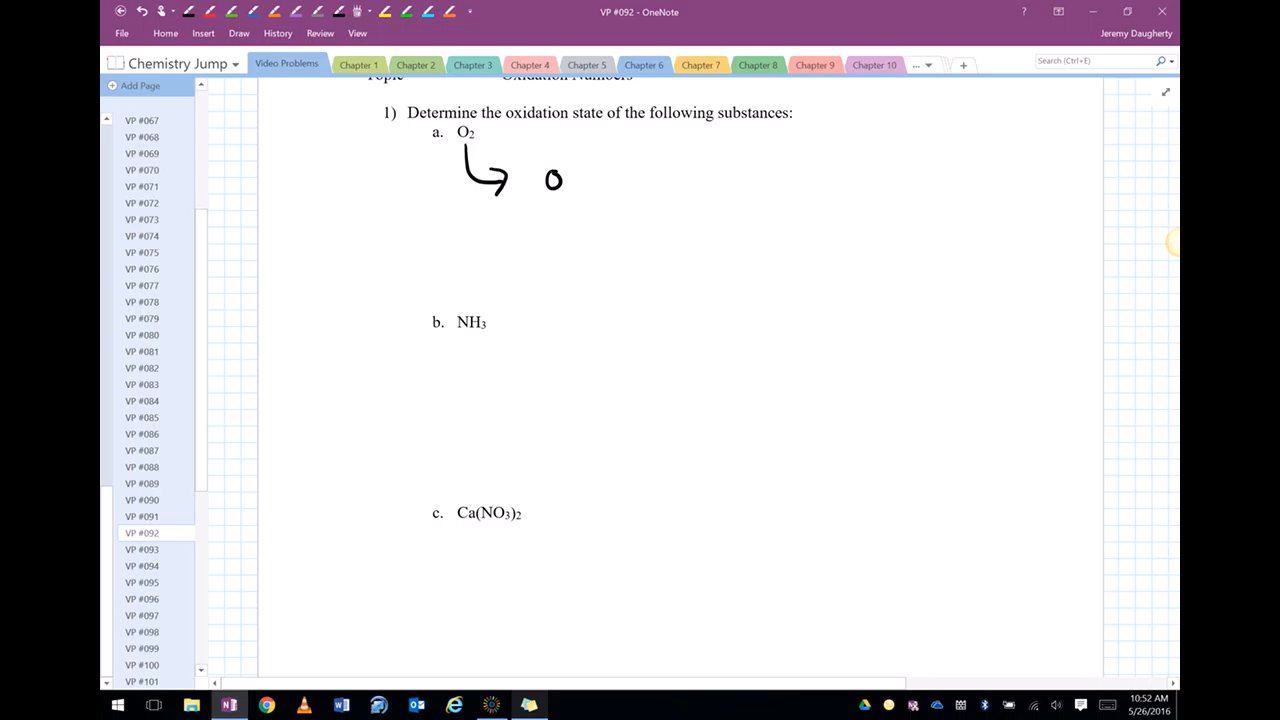 VP #092 - OneNote
File Home Insert Draw History Review View
Jeremy Daugherty
Chemistry Jump
Video Problems Chapter 1 Chapter 2 Chapter 3 Chapter 4 Chapter 5 Chapter 6 Chapter 7 Chapter 8 Chapter 9 Chapter 10 ...
Search (Ctrl+E)
Add Page
VP #067
VP #068
VP #069
VP #070
VP #071
VP #072
VP #073
VP #074
VP #075
VP #076
VP #077
VP #078
VP #079
VP #080
VP #081
VP #082
VP #083
VP #084
VP #085
VP #086
VP #087
VP #088
VP #089
VP #090
VP #091
VP #092
VP #093
VP #094
VP #095
VP #096
VP #097
VP #098
VP #099
VP #100
VP #101
Topic Oxidation Numbers
1) Determine the oxidation state of the following substances:
a. O₂
0
b. NH₃
c. Ca(NO₃)₂
10:52 AM
5/26/2016